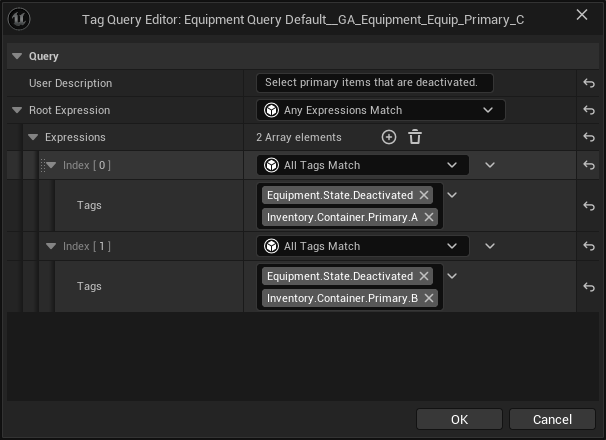 Tag Query Editor: Equipment Query Default__GA_Equipment_Equip_Primary_C
Query
User Description
Select primary items that are deactivated.
Root Expression
Any Expressions Match
Expressions
2 Array elements
Index [ 0 ]
All Tags Match
Tags
Equipment.State.Deactivated
Inventory.Container.Primary.A
Index [ 1 ]
All Tags Match
Tags
Equipment.State.Deactivated
Inventory.Container.Primary.B
OK
Cancel